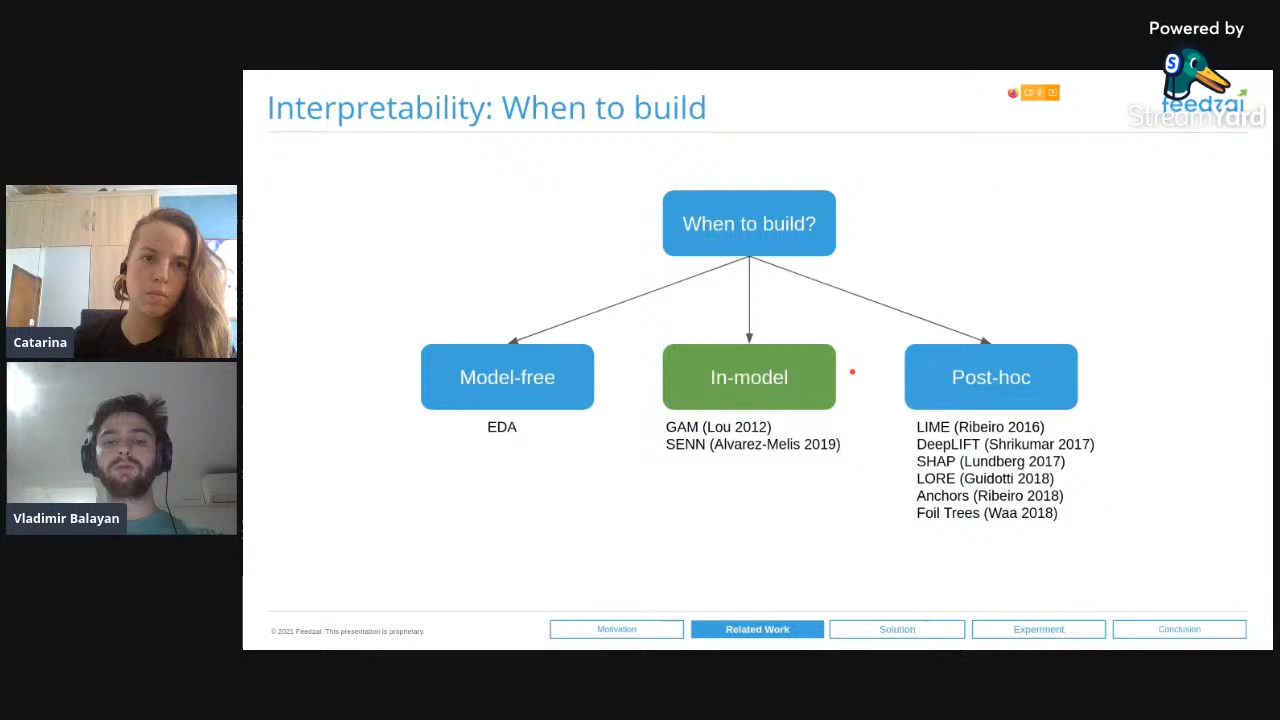 Powered by
S
feedzai
StreamYard
Interpretability: When to build
When to build?
Model-free
In-model
Post-hoc
EDA
GAM (Lou 2012)
SENN (Alvarez-Melis 2019)
LIME (Ribeiro 2016)
DeepLIFT (Shrikumar 2017)
SHAP (Lundberg 2017)
LORE (Guidotti 2018)
Anchors (Ribeiro 2018)
Foil Trees (Waa 2018)
Catarina
Vladimir Balayan
© 2021 Feedzai. This presentation is proprietary.
Motivation
Related Work
Solution
Experiment
Conclusion